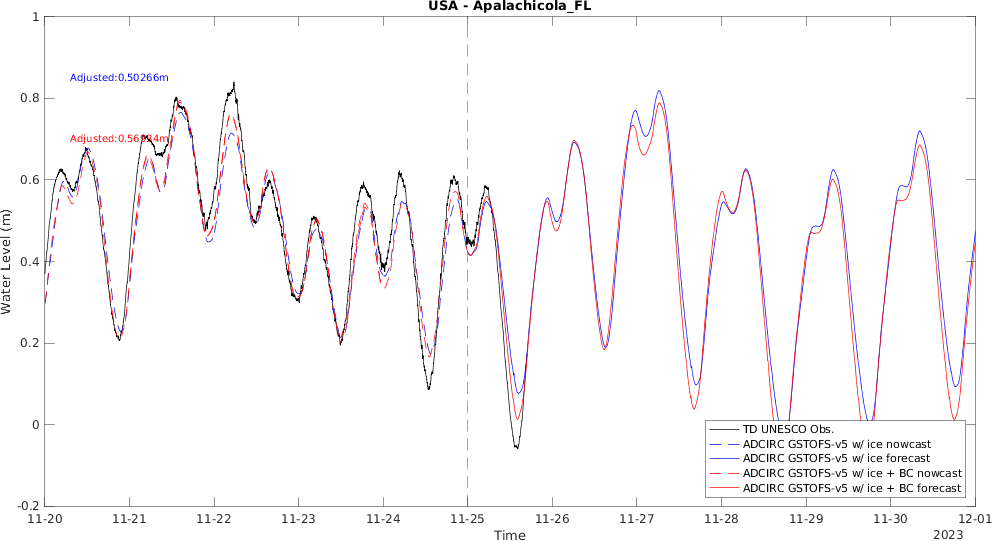 USA - Apalachicola_FL
Water Level (m)
1
0.8
0.6
0.4
0.2
0
-0.2
Adjusted:0.50266m
TD UNESCO Obs.
ADCIRC GSTOFS-v5 w/ ice nowcast
ADCIRC GSTOFS-v5 w/ ice forecast
ADCIRC GSTOFS-v5 w/ ice + BC nowcast
ADCIRC GSTOFS-v5 w/ ice + BC forecast
11-20 11-21 11-22 11-23 11-24 11-25 11-26 11-27 11-28 11-29 11-30 12-01
Time
2023